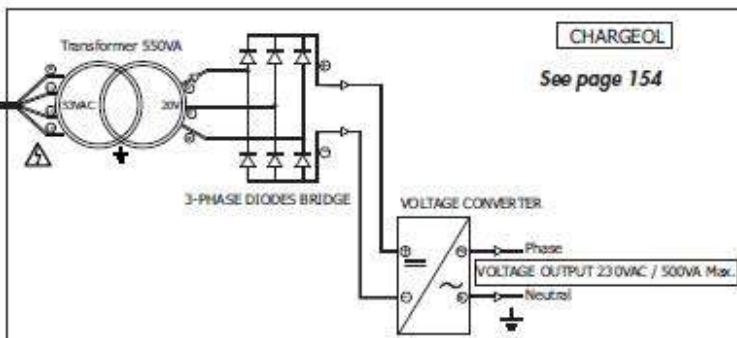 Transformer 550VA
CHARGEOL
See page 154
20V
3-PHASE DIODES BRIDGE
VOLTAGE CONVERTER
Phase
VOLTAGE OUTPUT 230VAC / 500VA Max.
Neutral